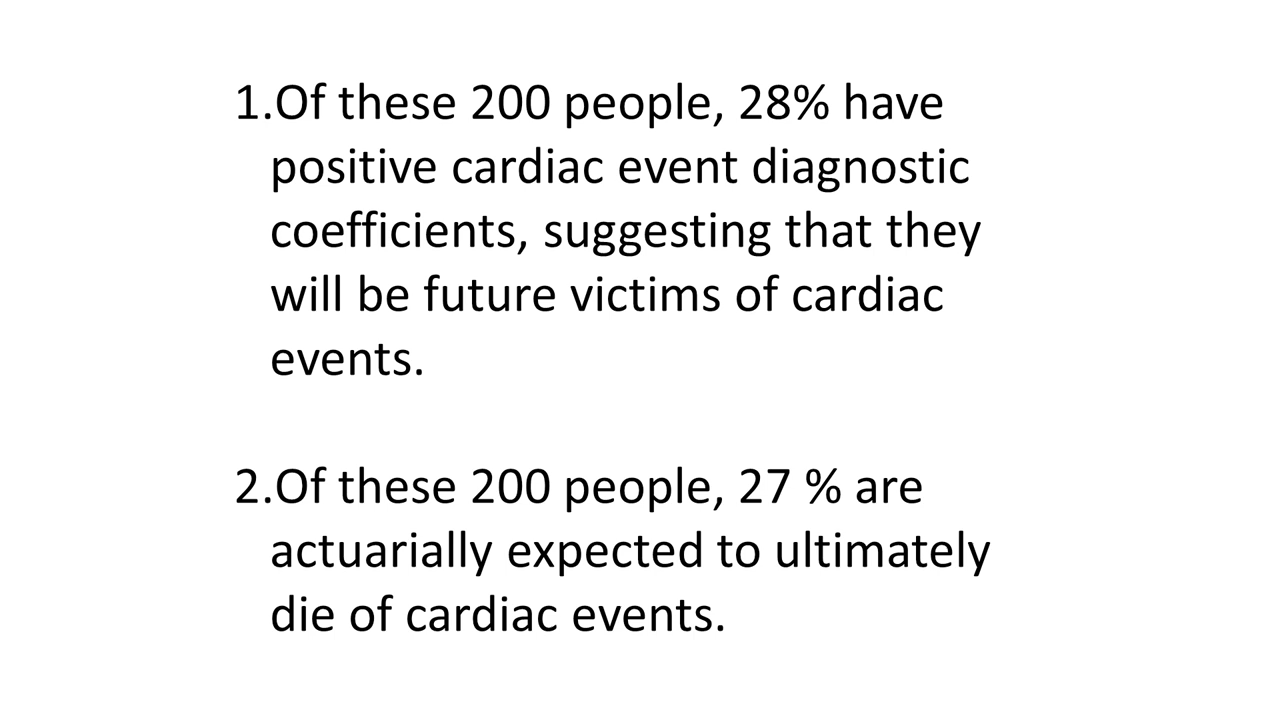 1.Of these 200 people, 28% have
positive cardiac event diagnostic
coefficients, suggesting that they
will be future victims of cardiac
events.
2.Of these 200 people, 27 % are
actuarially expected to ultimately
die of cardiac events.